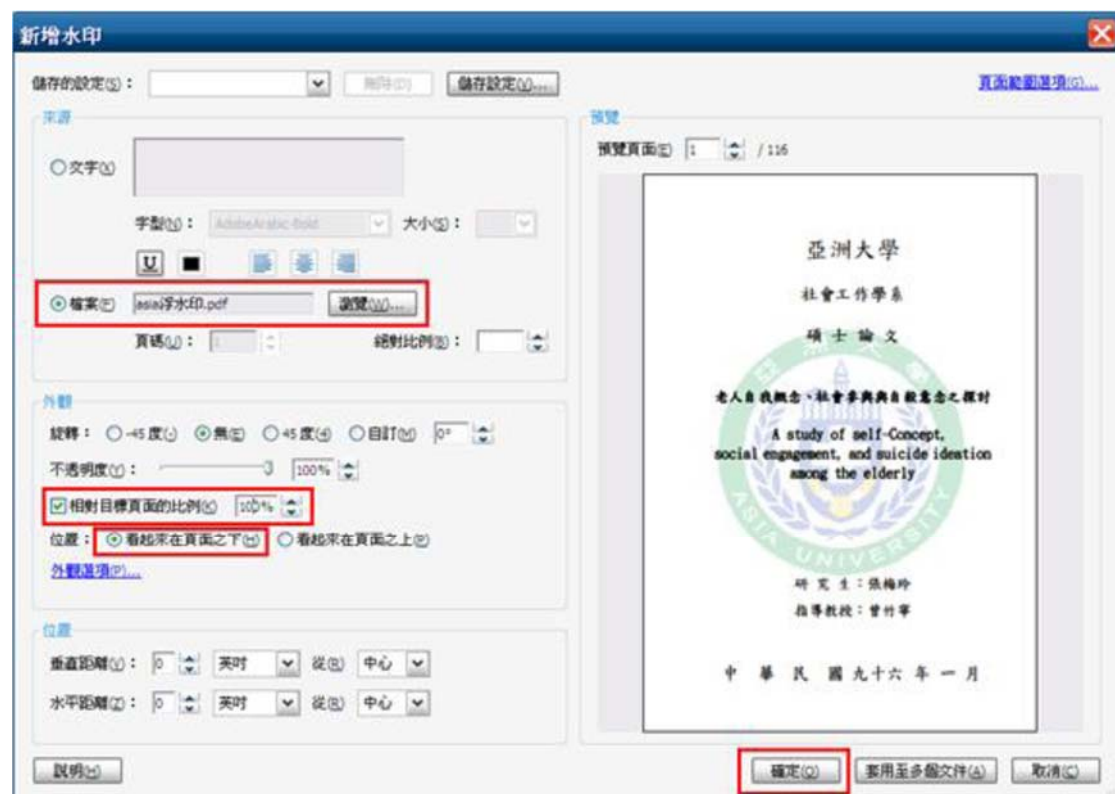 新增水印
儲存的設定(S)：
刪除(D)
儲存設定(V)...
頁面範圍選項(G)...
來源
文字(X)
字型(N)： AdobeArabic-Bold 大小(S)：
U
檔案(F) asia浮水印.pdf 瀏覽(W)...
頁碼(U)： 1 絕對比例(B)：
外觀
旋轉： -45 度(-) 無(E) 45 度(4) 自訂(M) 0°
不透明度(Y)： 100%
相對目標頁面的比例(K) 100%
位置： 看起來在頁面之下(H) 看起來在頁面之上(P)
外觀選項(P)...
位置
垂直距離(V)： 0 英吋 從(R) 中心
水平距離(Z)： 0 英吋 從(R) 中心
預覽
預覽頁面(E) 1 / 116
亞洲大學
社會工作學系
碩士論文
亞洲大學
老人自我概念、社會參與與自殺意念之探討
A study of self-Concept,
social engagement, and suicide ideation
among the elderly
ASIA UNIVERSITY
研 究 生：張梅玲
指導教授：曾竹寧
中 華 民 國 九十六 年 一 月
說明(H)
確定(O)
套用至多個文件(A)
取消(C)